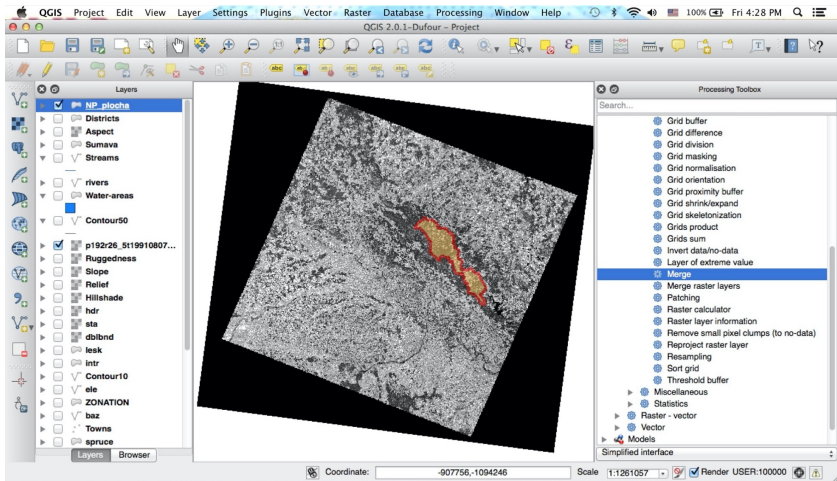 QGIS Project Edit View Layer Settings Plugins Vector Raster Database Processing Window Help 100% Fri 4:28 PM
QGIS 2.0.1-Dufour - Project
Layers
NP_plocha
Districts
Aspect
Sumava
Streams
rivers
Water-areas
Contour50
p192r26_5t19910807...
Ruggedness
Slope
Relief
Hillshade
hdr
sta
dbibnd
lesk
intr
Contour10
ele
ZONATION
baz
Towns
spruce
Layers Browser
Processing Toolbox
Search...
Grid buffer
Grid difference
Grid division
Grid masking
Grid normalisation
Grid orientation
Grid proximity buffer
Grid shrink/expand
Grid skeletonization
Grids product
Grids sum
Invert data/no-data
Layer of extreme value
Merge
Merge raster layers
Patching
Raster calculator
Raster layer information
Remove small pixel clumps (to no-data)
Reproject raster layer
Resampling
Sort grid
Threshold buffer
Miscellaneous
Statistics
Raster - vector
Vector
Models
Simplified interface
Coordinate: -907756,-1094246 Scale 1:1261057 Render USER:100000